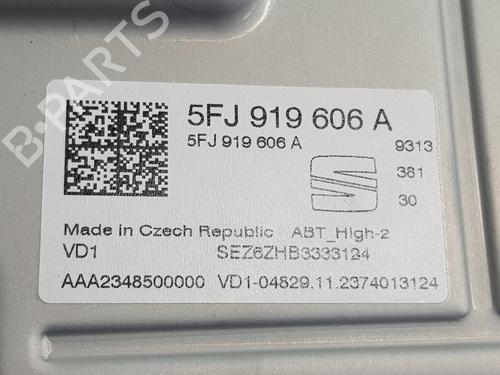 B-PARTS
5FJ 919 606 A
5FJ 919 606 A
9313
381
30
Made in Czech Republic ABT_High-2
VD1 SEZ6ZHB3333124
AAA2348500000 VD1-04829.11.2374013124